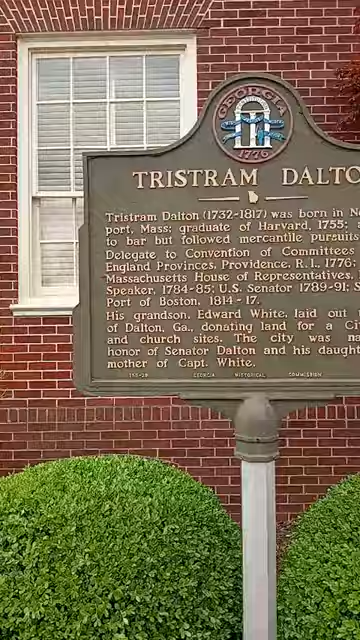 GEORGIA
1776
TRISTRAM DALTO
Tristram Dalton (1732-1817) was born in Ne
port, Mass; graduate of Harvard, 1755; a
to bar but followed mercantile pursuits
Delegate to Convention of Committees
England Provinces, Providence, R.I., 1776;
Massachusetts House of Representatives,
Speaker, 1784-85; U.S. Senator 1789-91; S
Port of Boston, 1814-17.
His grandson, Edward White, laid out t
of Dalton, Ga., donating land for a Ci
and church sites. The city was na
honor of Senator Dalton and his daugh
mother of Capt. White.
155-28 GEORGIA HISTORICAL COMMISSION